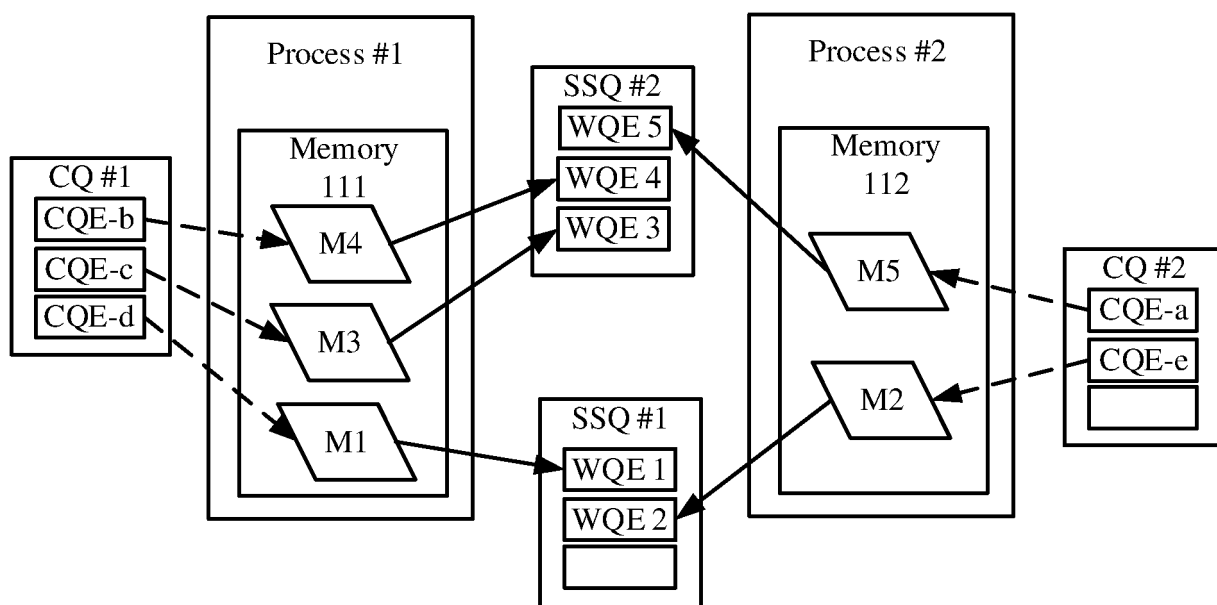 CQ #1
CQE-b
CQE-c
CQE-d
Process #1
Memory
111
M4
M3
M1
SSQ #2
WQE 5
WQE 4
WQE 3
SSQ #1
WQE 1
WQE 2
Process #2
Memory
112
M5
M2
CQ #2
CQE-a
CQE-e